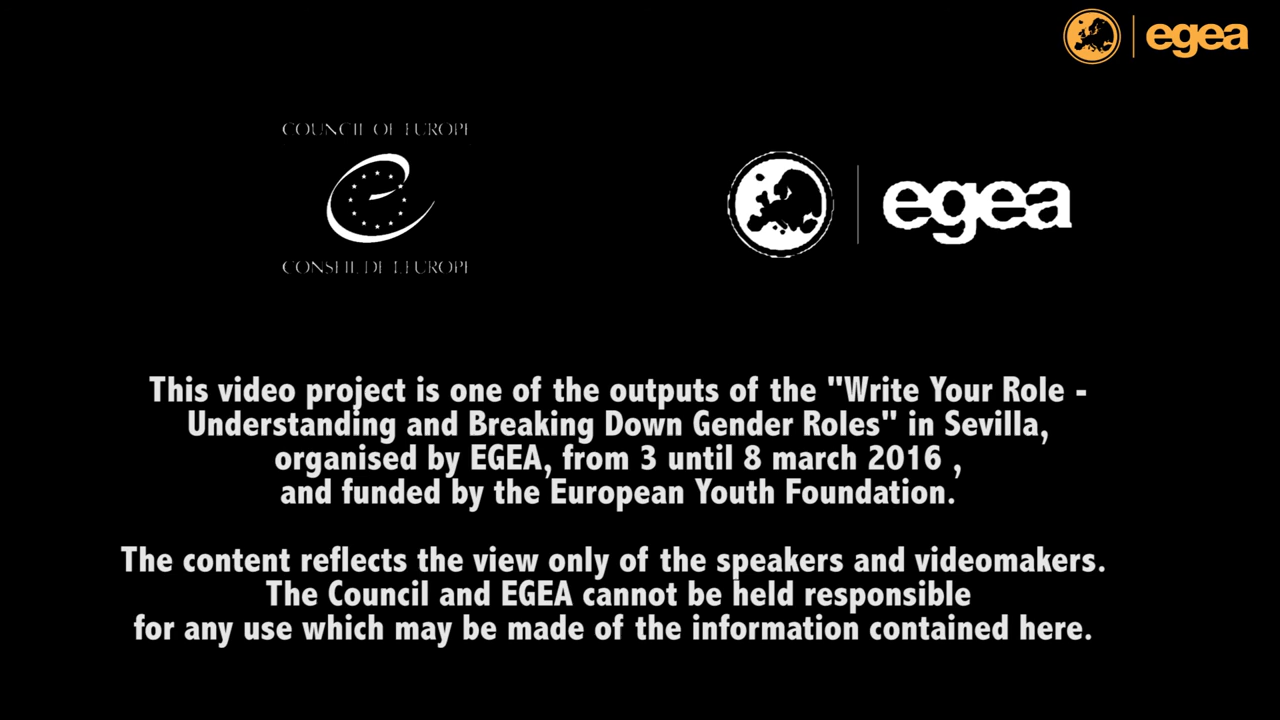 egea
COUNCIL OF EUROPE
CONSEIL DE L'EUROPE
egea
This video project is one of the outputs of the "Write Your Role -
Understanding and Breaking Down Gender Roles" in Sevilla,
organised by EGEA, from 3 until 8 march 2016 ,
and funded by the European Youth Foundation.
The content reflects the view only of the speakers and videomakers.
The Council and EGEA cannot be held responsible
for any use which may be made of the information contained here.